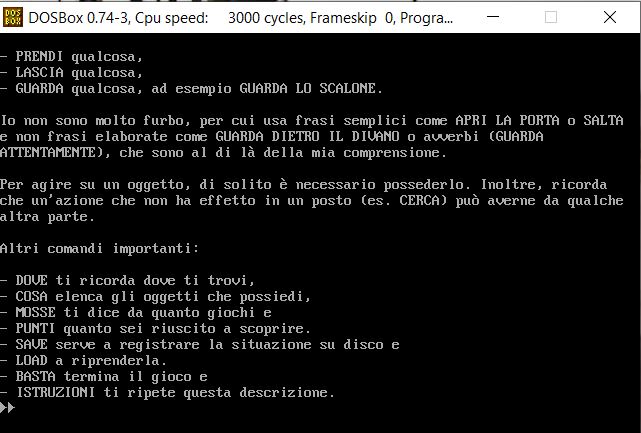 DOS BOX DOSBox 0.74-3, Cpu speed: 3000 cycles, Frameskip 0, Progra...
- PRENDI qualcosa,
- LASCIA qualcosa,
- GUARDA qualcosa, ad esempio GUARDA LO SCALONE.
Io non sono molto furbo, per cui usa frasi semplici come APRI LA PORTA o SALTA
e non frasi elaborate come GUARDA DIETRO IL DIVANO o avverbi (GUARDA
ATTENTAMENTE), che sono al di là della mia comprensione.
Per agire su un oggetto, di solito è necessario possederlo. Inoltre, ricorda
che un'azione che non ha effetto in un posto (es. CERCA) può averne da qualche
altra parte.
Altri comandi importanti:
- DOVE ti ricorda dove ti trovi,
- COSA elenca gli oggetti che possiedi,
- MOSSE ti dice da quanto giochi e
- PUNTI quanto sei riuscito a scoprire.
- SAVE serve a registrare la situazione su disco e
- LOAD a riprenderla.
- BASTA termina il gioco e
- ISTRUZIONI ti ripete questa descrizione.